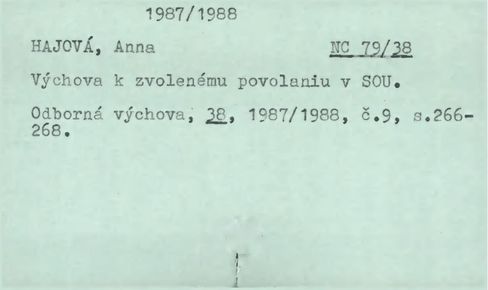 1987/1988
HAJOVÁ, Anna NC 79/38
Výchova k zvolenému povolaniu v SOU.
Odborná výchova, 38, 1987/1988, č.9, s.266-
268.